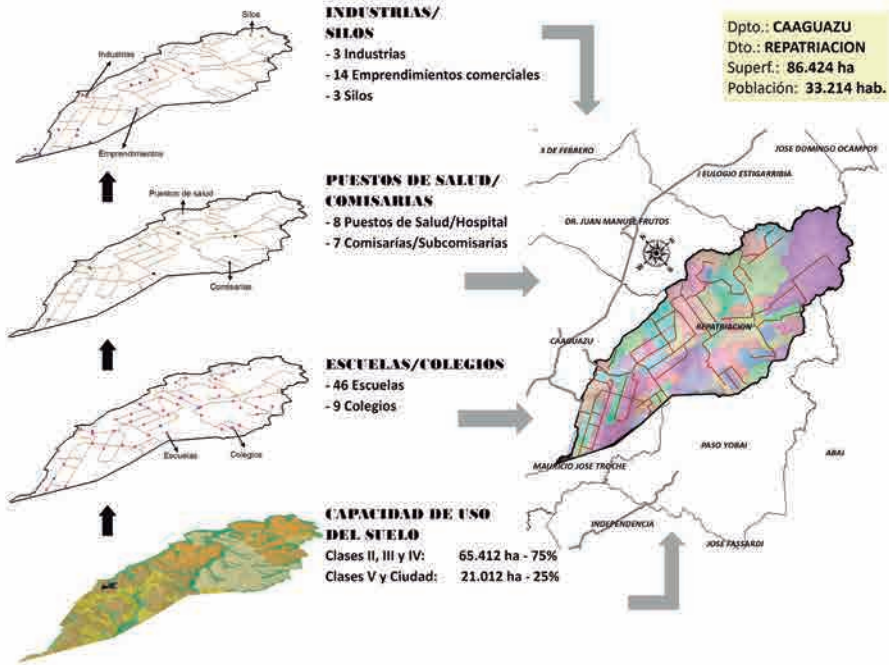 INDUSTRIAS/
SILOS
- 3 Industrias
- 14 Emprendimientos comerciales
- 3 Silos
Silos
Industrias
Emprendimientos
Dpto.: CAAGUAZU
Dto.: REPATRIACION
Superf.: 86.424 ha
Población: 33.214 hab.
PUESTOS DE SALUD/
COMISARIAS
- 8 Puestos de Salud/Hospital
- 7 Comisarías/Subcomisarías
Puestos de salud
Comisarias
ESCUELAS/COLEGIOS
- 46 Escuelas
- 9 Colegios
Escuelas
Colegios
CAPACIDAD DE USO
DEL SUELO
Clases II, III y IV: 65.412 ha - 75%
Clases V y Ciudad: 21.012 ha - 25%
3 DE FEBRERO
JOSE DOMINGO OCAMPOS
J EULOGIO ESTIGARRIBIA
DR. JUAN MANUEL FRUTOS
CAAGUAZU
REPATRIACION
MAURICIO JOSE TROCHE
PASO YOBAI
ABAI
INDEPENDENCIA
JOSE FASSARDI